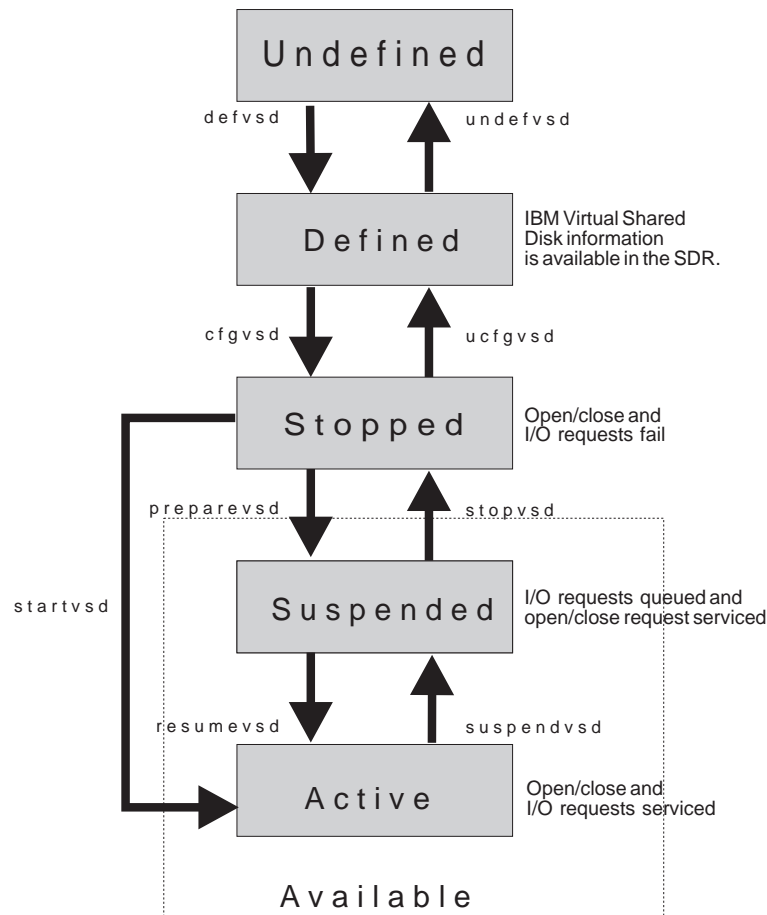 Undefined
defvsd
undefvsd
Defined
IBM Virtual Shared
Disk information
is available in the SDR.
cfgvsd
ucfgvsd
Stopped
Open/close and
I/O requests fail
preparevsd
stopvsd
startvsd
Suspended
I/O requests queued and
open/close request serviced
resumevsd
suspendvsd
Active
Open/close and
I/O requests serviced
Available